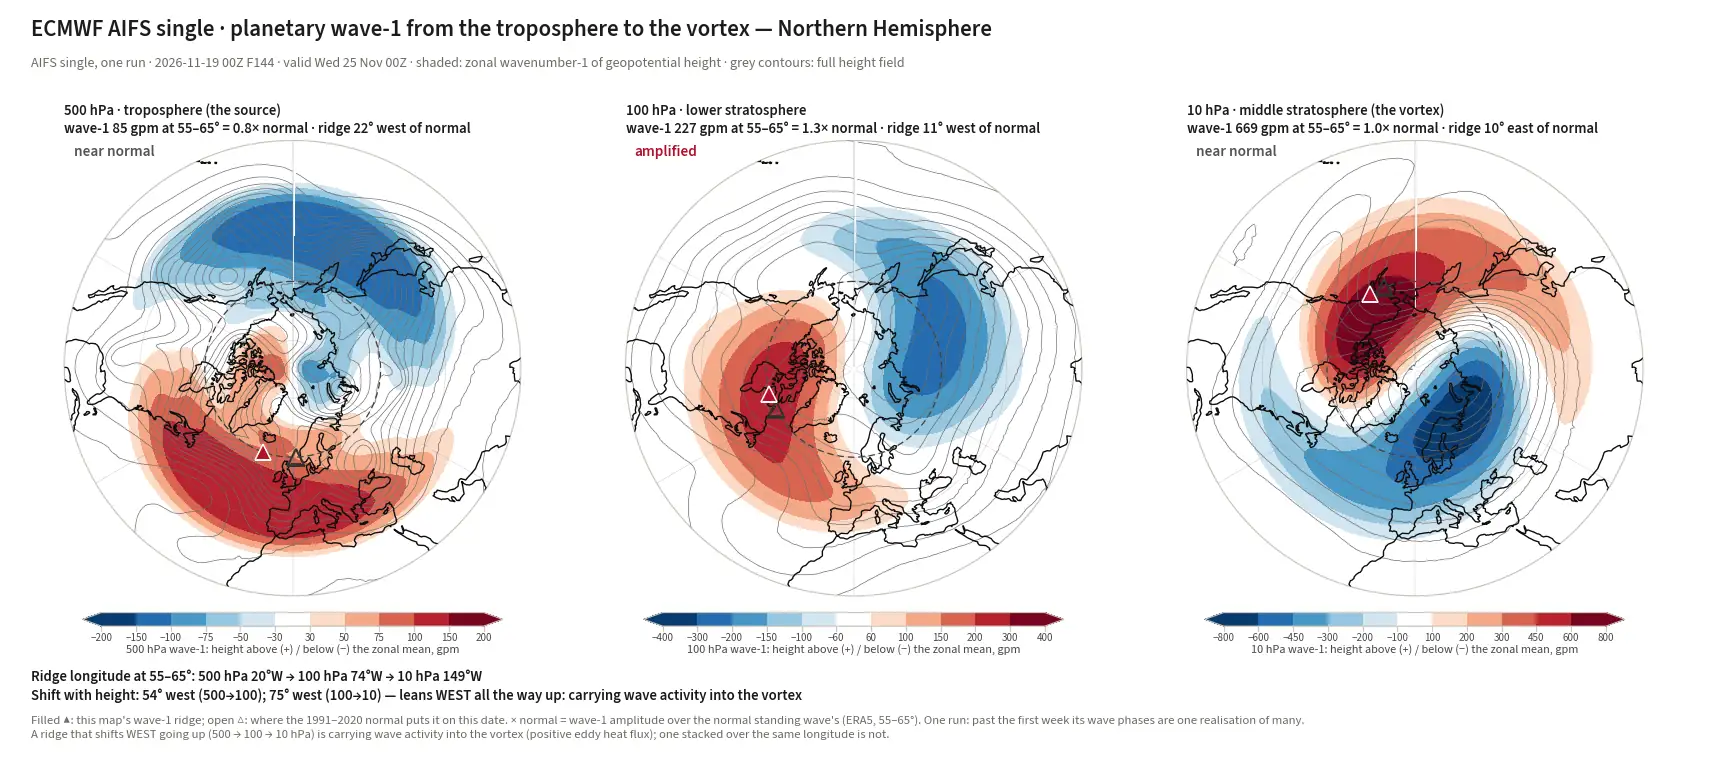 ECMWF AIFS single · planetary wave-1 from the troposphere to the vortex — Northern Hemisphere
AIFS single, one run · 2026-11-19 00Z F144 · valid Wed 25 Nov 00Z · shaded: zonal wavenumber-1 of geopotential height · grey contours: full height field
500 hPa · troposphere (the source)
wave-1 85 gpm at 55–65° = 0.8× normal · ridge 22° west of normal
near normal
100 hPa · lower stratosphere
wave-1 227 gpm at 55–65° = 1.3× normal · ridge 11° west of normal
amplified
10 hPa · middle stratosphere (the vortex)
wave-1 669 gpm at 55–65° = 1.0× normal · ridge 10° east of normal
near normal
−200 −150 −100 −75 −50 −30 30 50 75 100 150 200
500 hPa wave-1: height above (+) / below (−) the zonal mean, gpm
−400 −300 −200 −150 −100 −60 60 100 150 200 300 400
100 hPa wave-1: height above (+) / below (−) the zonal mean, gpm
−800 −600 −450 −300 −200 −100 100 200 300 450 600 800
10 hPa wave-1: height above (+) / below (−) the zonal mean, gpm
Ridge longitude at 55–65°: 500 hPa 20°W → 100 hPa 74°W → 10 hPa 149°W
Shift with height: 54° west (500→100); 75° west (100→10) — leans WEST all the way up: carrying wave activity into the vortex
Filled ▲: this map's wave-1 ridge; open △: where the 1991–2020 normal puts it on this date. × normal = wave-1 amplitude over the normal standing wave's (ERA5, 55–65°). One run: past the first week its wave phases are one realisation of many.
A ridge that shifts WEST going up (500 → 100 → 10 hPa) is carrying wave activity into the vortex (positive eddy heat flux); one stacked over the same longitude is not.